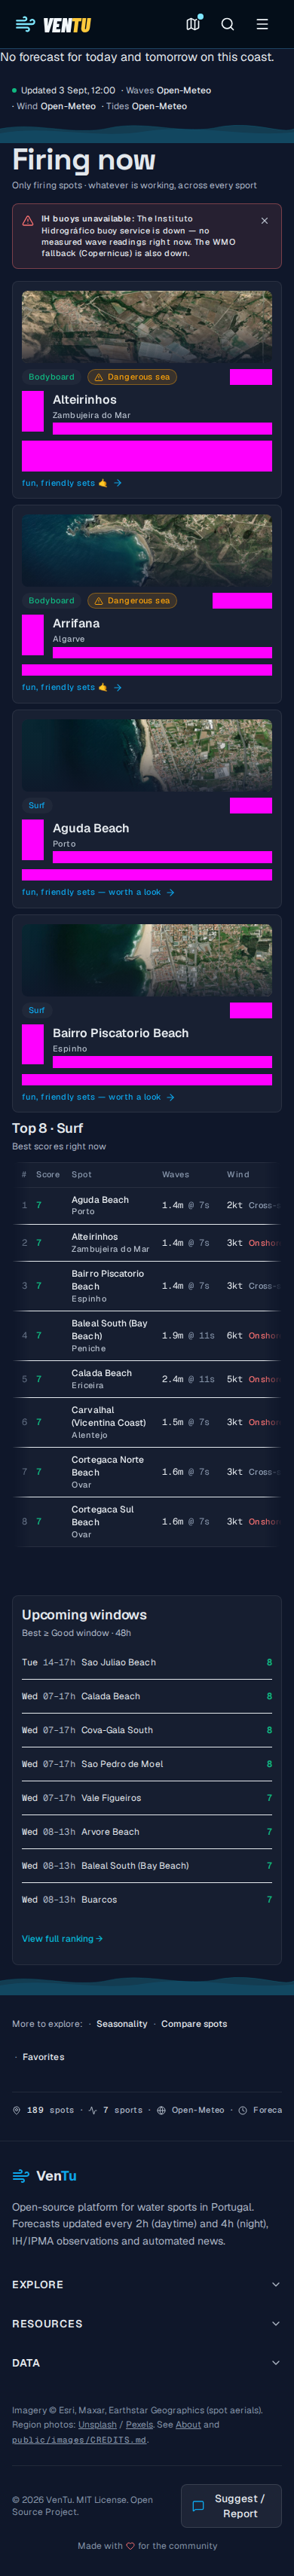 VENTU
No forecast for today and tomorrow on this coast.
Updated 3 Sept, 12:00 · Waves Open-Meteo
· Wind Open-Meteo · Tides Open-Meteo
Firing now
Only firing spots · whatever is working, across every sport
IH buoys unavailable: The Instituto
Hidrográfico buoy service is down — no
measured wave readings right now. The WMO
fallback (Copernicus) is also down.
Bodyboard Dangerous sea
Alteirinhos
Zambujeira do Mar
fun, friendly sets 🤙 →
Bodyboard Dangerous sea
Arrifana
Algarve
fun, friendly sets 🤙 →
Surf
Aguda Beach
Porto
fun, friendly sets — worth a look →
Surf
Bairro Piscatorio Beach
Espinho
fun, friendly sets — worth a look →
Top 8 · Surf
Best scores right now
# Score Spot Waves Wind
1 7 Aguda Beach 1.4m @ 7s 2kt Cross-s
Porto
2 7 Alteirinhos 1.4m @ 7s 3kt Onshor
Zambujeira do Mar
3 7 Bairro Piscatorio Beach 1.4m @ 7s 3kt Cross-s
Espinho
4 7 Baleal South (Bay Beach) 1.9m @ 11s 6kt Onshor
Peniche
5 7 Calada Beach 2.4m @ 11s 5kt Onshor
Ericeira
6 7 Carvalhal (Vicentina Coast) 1.5m @ 7s 3kt Onshor
Alentejo
7 7 Cortegaca Norte Beach 1.6m @ 7s 3kt Cross-s
Ovar
8 7 Cortegaca Sul Beach 1.6m @ 7s 3kt Onshor
Ovar
Upcoming windows
Best ≥ Good window · 48h
Tue 14–17h Sao Juliao Beach 8
Wed 07–17h Calada Beach 8
Wed 07–17h Cova-Gala South 8
Wed 07–17h Sao Pedro de Moel 8
Wed 07–17h Vale Figueiros 7
Wed 08–13h Arvore Beach 7
Wed 08–13h Baleal South (Bay Beach) 7
Wed 08–13h Buarcos 7
View full ranking →
More to explore: · Seasonality · Compare spots
· Favorites
189 spots · 7 sports · Open-Meteo · Foreca
VenTu
Open-source platform for water sports in Portugal.
Forecasts updated every 2h (daytime) and 4h (night),
IH/IPMA observations and automated news.
EXPLORE
RESOURCES
DATA
Imagery © Esri, Maxar, Earthstar Geographics (spot aerials).
Region photos: Unsplash / Pexels. See About and
public/images/CREDITS.md.
© 2026 VenTu. MIT License. Open
Source Project.
Suggest /
Report
Made with ♡ for the community